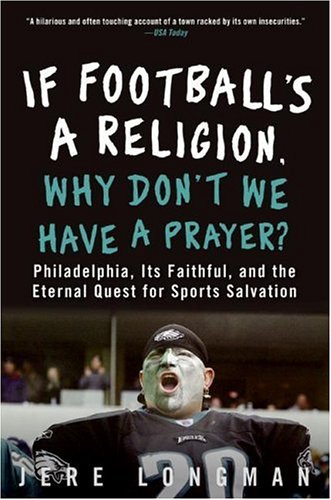 "A hilarious and often touching account of a town racked by its own insecurities."
—USA Today
IF FOOTBALL'S
A RELIGION,
WHY DON'T WE
HAVE A PRAYER?
Philadelphia, Its Faithful, and the
Eternal Quest for Sports Salvation
20
JERE LONGMAN